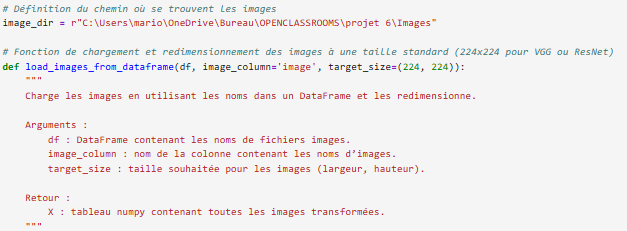 # Définition du chemin où se trouvent les images
image_dir = r"C:\Users\mario\OneDrive\Bureau\OPENCLASSROOMS\projet 6\Images"
# Fonction de chargement et redimensionnement des images à une taille standard (224x224 pour VGG ou ResNet)
def load_images_from_dataframe(df, image_column='image', target_size=(224, 224)):
"""
Charge les images en utilisant les noms dans un DataFrame et les redimensionne.
Arguments :
df : DataFrame contenant les noms de fichiers images.
image_column : nom de la colonne contenant les noms d’images.
target_size : taille souhaitée pour les images (largeur, hauteur).
Retour :
X : tableau numpy contenant toutes les images transformées.
"""